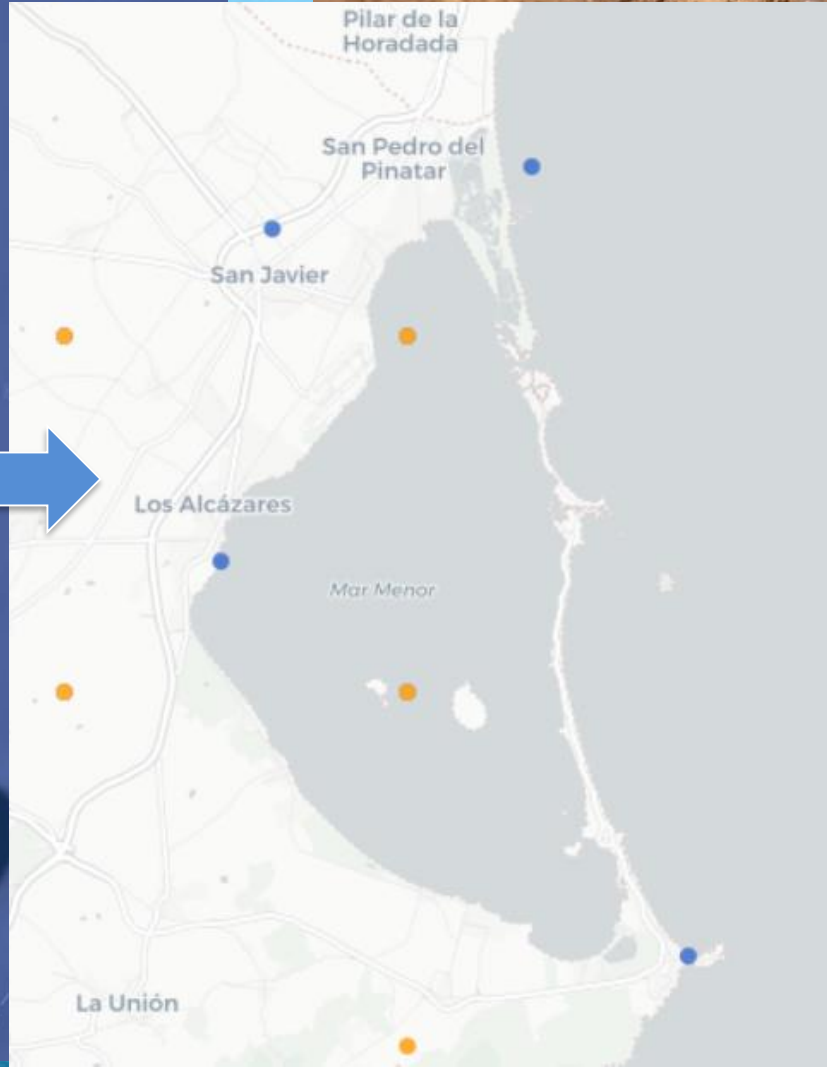 Pilar de la
Horadada
San Pedro del
Pinatar
San Javier
Los Alcázares
Mar Menor
La Unión